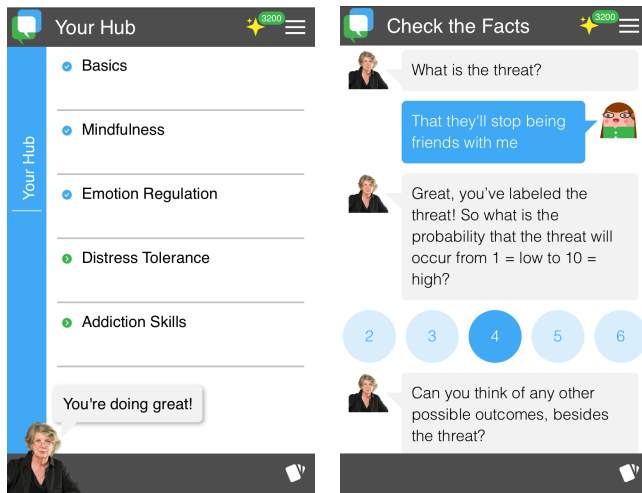 Your Hub
3200
Your Hub
Basics
Mindfulness
Emotion Regulation
Distress Tolerance
Addiction Skills
You're doing great!
Check the Facts
3200
What is the threat?
That they'll stop being
friends with me
Great, you've labeled the
threat! So what is the
probability that the threat will
occur from 1 = low to 10 =
high?
2 3 4 5 6
Can you think of any other
possible outcomes, besides
the threat?